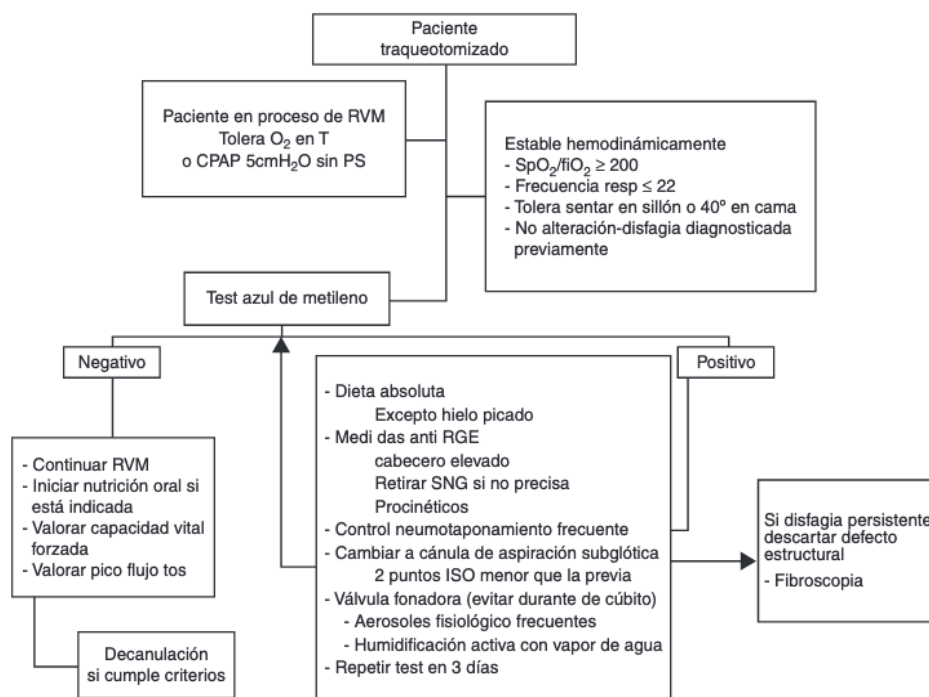 Paciente
traqueotomizado
Paciente en proceso de RVM
Tolera O₂ en T
o CPAP 5cmH₂O sin PS
Estable hemodinámicamente
- SpO₂/fiO₂ ≥ 200
- Frecuencia resp ≤ 22
- Tolera sentar en sillón o 40º en cama
- No alteración-disfagia diagnosticada
previamente
Test azul de metileno
Negativo
Positivo
- Continuar RVM
- Iniciar nutrición oral si
está indicada
- Valorar capacidad vital
forzada
- Valorar pico flujo tos
Decanulación
si cumple criterios
- Dieta absoluta
Excepto hielo picado
- Medi das anti RGE
cabecero elevado
Retirar SNG si no precisa
Procinéticos
- Control neumotaponamiento frecuente
- Cambiar a cánula de aspiración subglótica
2 puntos ISO menor que la previa
- Válvula fonadora (evitar durante de cúbito)
- Aerosoles fisiológico frecuentes
- Humidificación activa con vapor de agua
- Repetir test en 3 días
Si disfagia persistente
descartar defecto
estructural
- Fibroscopia